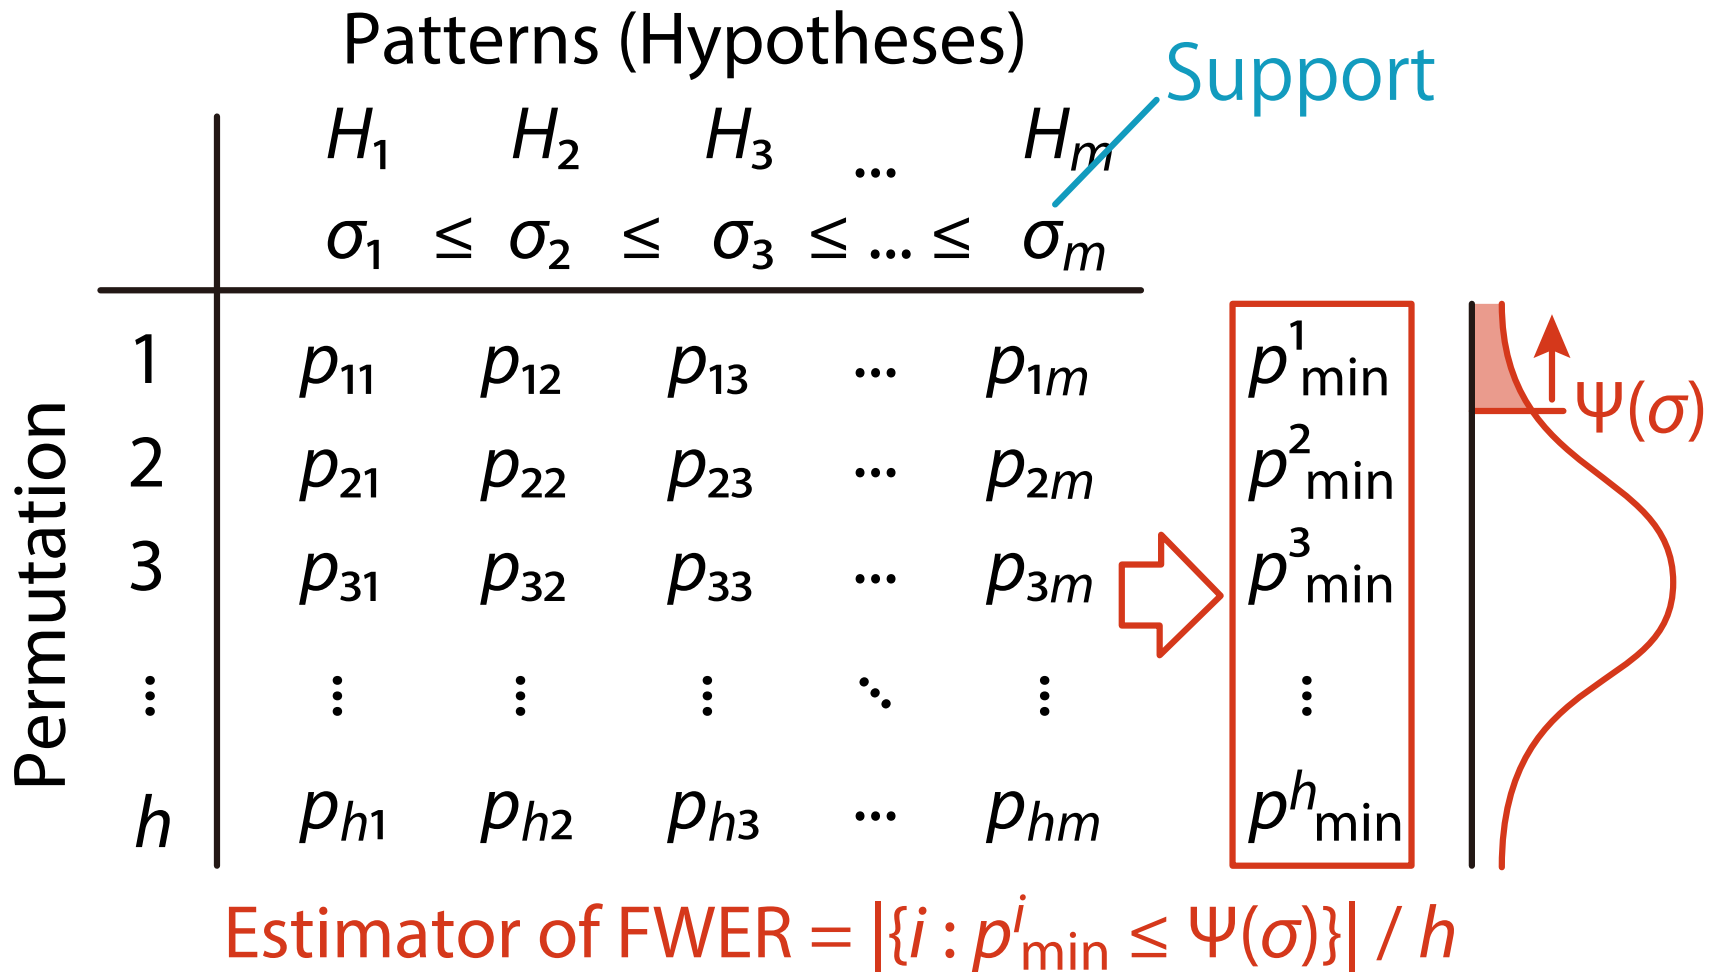 Patterns (Hypotheses)
Support
H₁ H₂ H₃ ... Hₘ
σ₁ ≤ σ₂ ≤ σ₃ ≤ ... ≤ σₘ
Permutation
1 p₁₁ p₁₂ p₁₃ ... p₁ₘ p¹min
Ψ(σ)
2 p₂₁ p₂₂ p₂₃ ... p₂ₘ p²min
3 p₃₁ p₃₂ p₃₃ ... p₃ₘ p³min
⋮ ⋮ ⋮ ⋮ ⋱ ⋮ ⋮
h pₕ₁ pₕ₂ pₕ₃ ... pₕₘ pʰmin
Estimator of FWER = |{i : pⁱmin ≤ Ψ(σ)}| / h